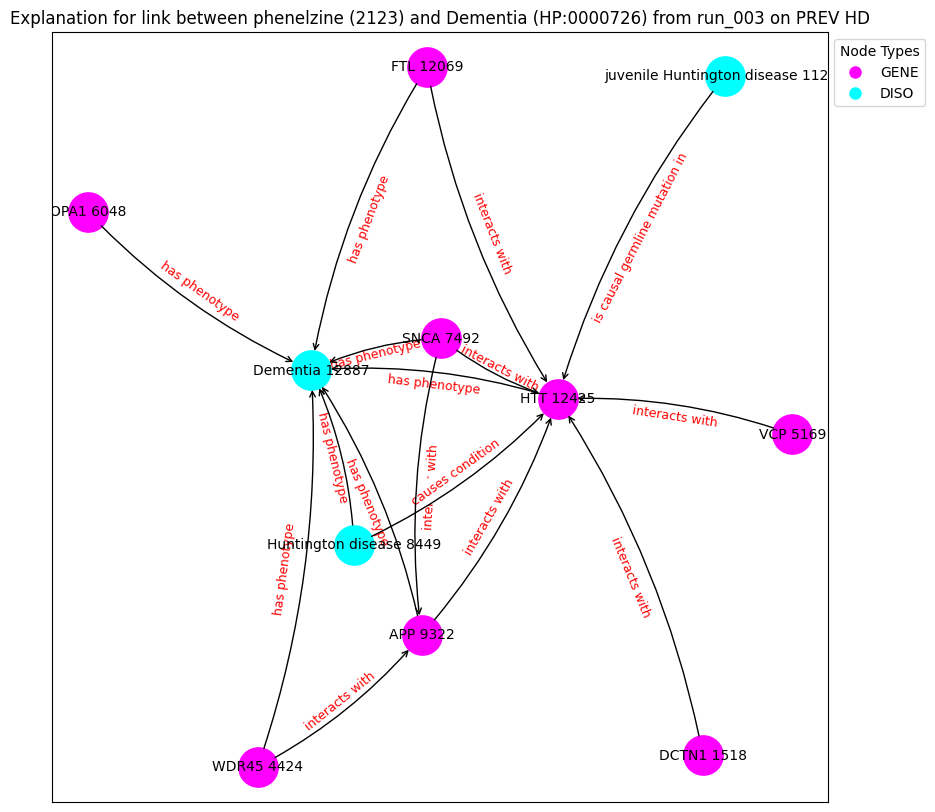 Explanation for link between phenelzine (2123) and Dementia (HP:0000726) from run_003 on PREV HD
Node Types
GENE
DISO
FTL 12069
juvenile Huntington disease 112
OPA1 6048
has phenotype
interacts with
is causal germline mutation in
has phenotype
SNCA 7492
has phenotype
interacts with
Dementia 12887
has phenotype
HTT 12425
interacts with
VCP 5169
has phenotype
has phenotype
causes condition
with
interacts with
Huntington disease 8449
has phenotype
interacts with
APP 9322
interacts with
WDR45 4424
DCTN1 1518